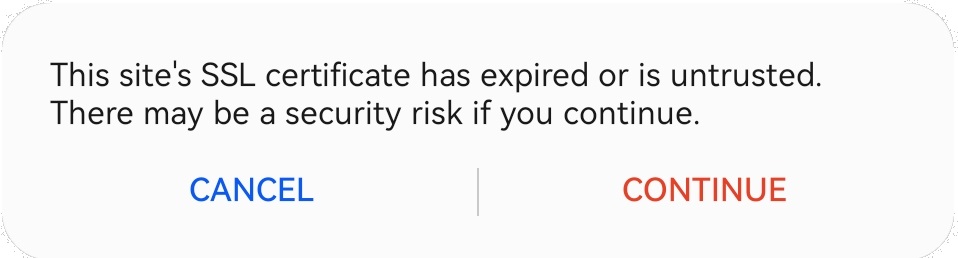 This site's SSL certificate has expired or is untrusted.
There may be a security risk if you continue.
CANCEL
CONTINUE